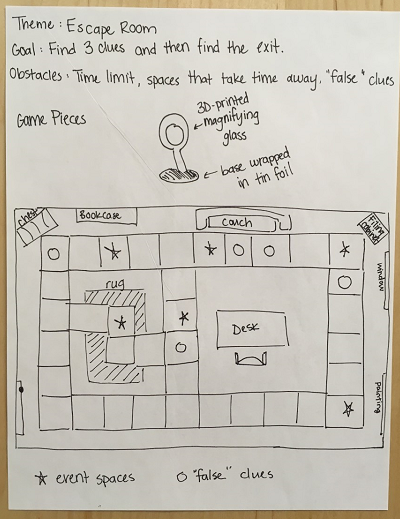 Theme: Escape Room
Goal: Find 3 clues and then find the exit.
Obstacles: Time limit, spaces that take time away, "false" clues
Game Pieces
3D-printed
magnifying
glass
base wrapped
in tin foil
chest
Bookcase
couch
Filing
cabinet
window
rug
Desk
painting
event spaces
"false" clues